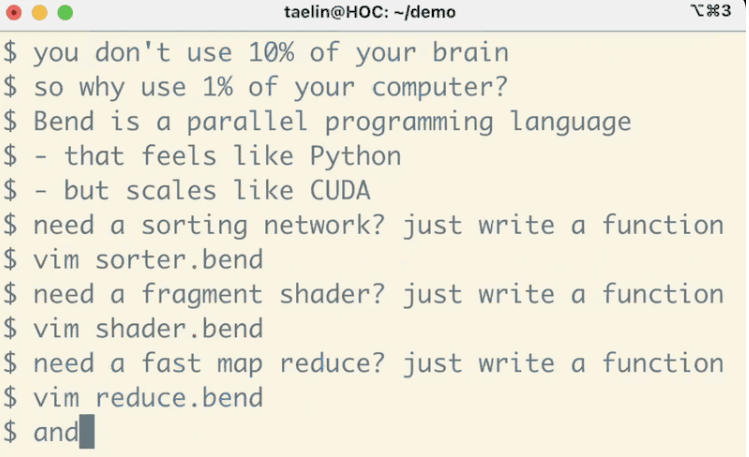 taelin@HOC: ~/demo ⌥⌘3
$ you don't use 10% of your brain
$ so why use 1% of your computer?
$ Bend is a parallel programming language
$ - that feels like Python
$ - but scales like CUDA
$ need a sorting network? just write a function
$ vim sorter.bend
$ need a fragment shader? just write a function
$ vim shader.bend
$ need a fast map reduce? just write a function
$ vim reduce.bend
$ and